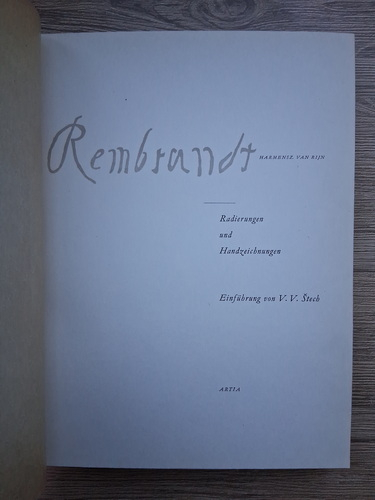 Rembrandt HARMENSZ VAN RIJN
Radierungen
und
Handzeichnungen
Einführung von V. V. Štech
ARTIA